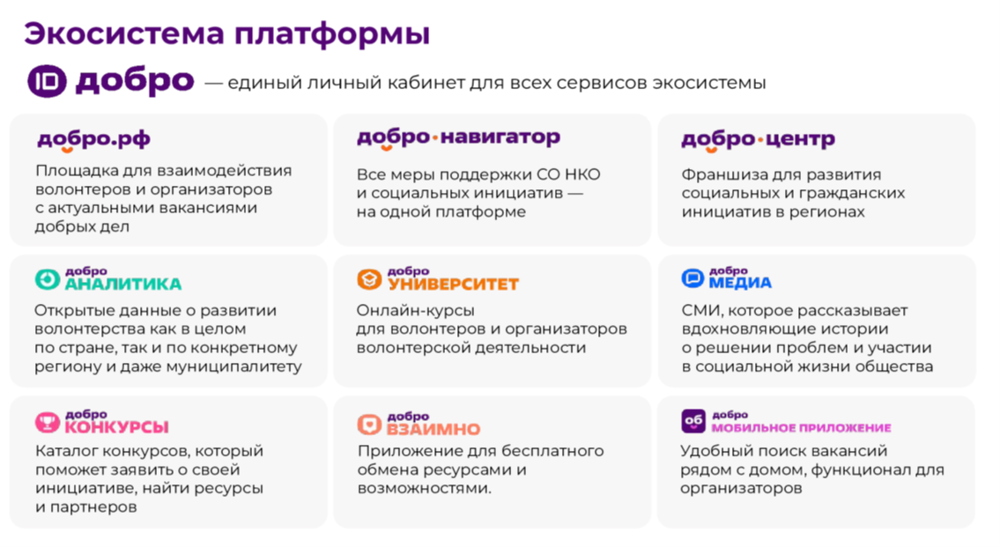 Экосистема платформы
ID добро — единый личный кабинет для всех сервисов экосистемы
добро.рф
Площадка для взаимодействия
волонтеров и организаторов
с актуальными вакансиями
добрых дел
добро•навигатор
Все меры поддержки СО НКО
и социальных инициатив —
на одной платформе
добро•центр
Франшиза для развития
социальных и гражданских
инициатив в регионах
добро
АНАЛИТИКА
Открытые данные о развитии
волонтерства как в целом
по стране, так и по конкретному
региону и даже муниципалитету
добро
УНИВЕРСИТЕТ
Онлайн-курсы
для волонтеров и организаторов
волонтерской деятельности
добро
МЕДИА
СМИ, которое рассказывает
вдохновляющие истории
о решении проблем и участии
в социальной жизни общества
добро
КОНКУРСЫ
Каталог конкурсов, который
поможет заявить о своей
инициативе, найти ресурсы
и партнеров
добро
ВЗАИМНО
Приложение для бесплатного
обмена ресурсами и
возможностями.
об
добро
МОБИЛЬНОЕ ПРИЛОЖЕНИЕ
Удобный поиск вакансий
рядом с домом, функционал для
организаторов